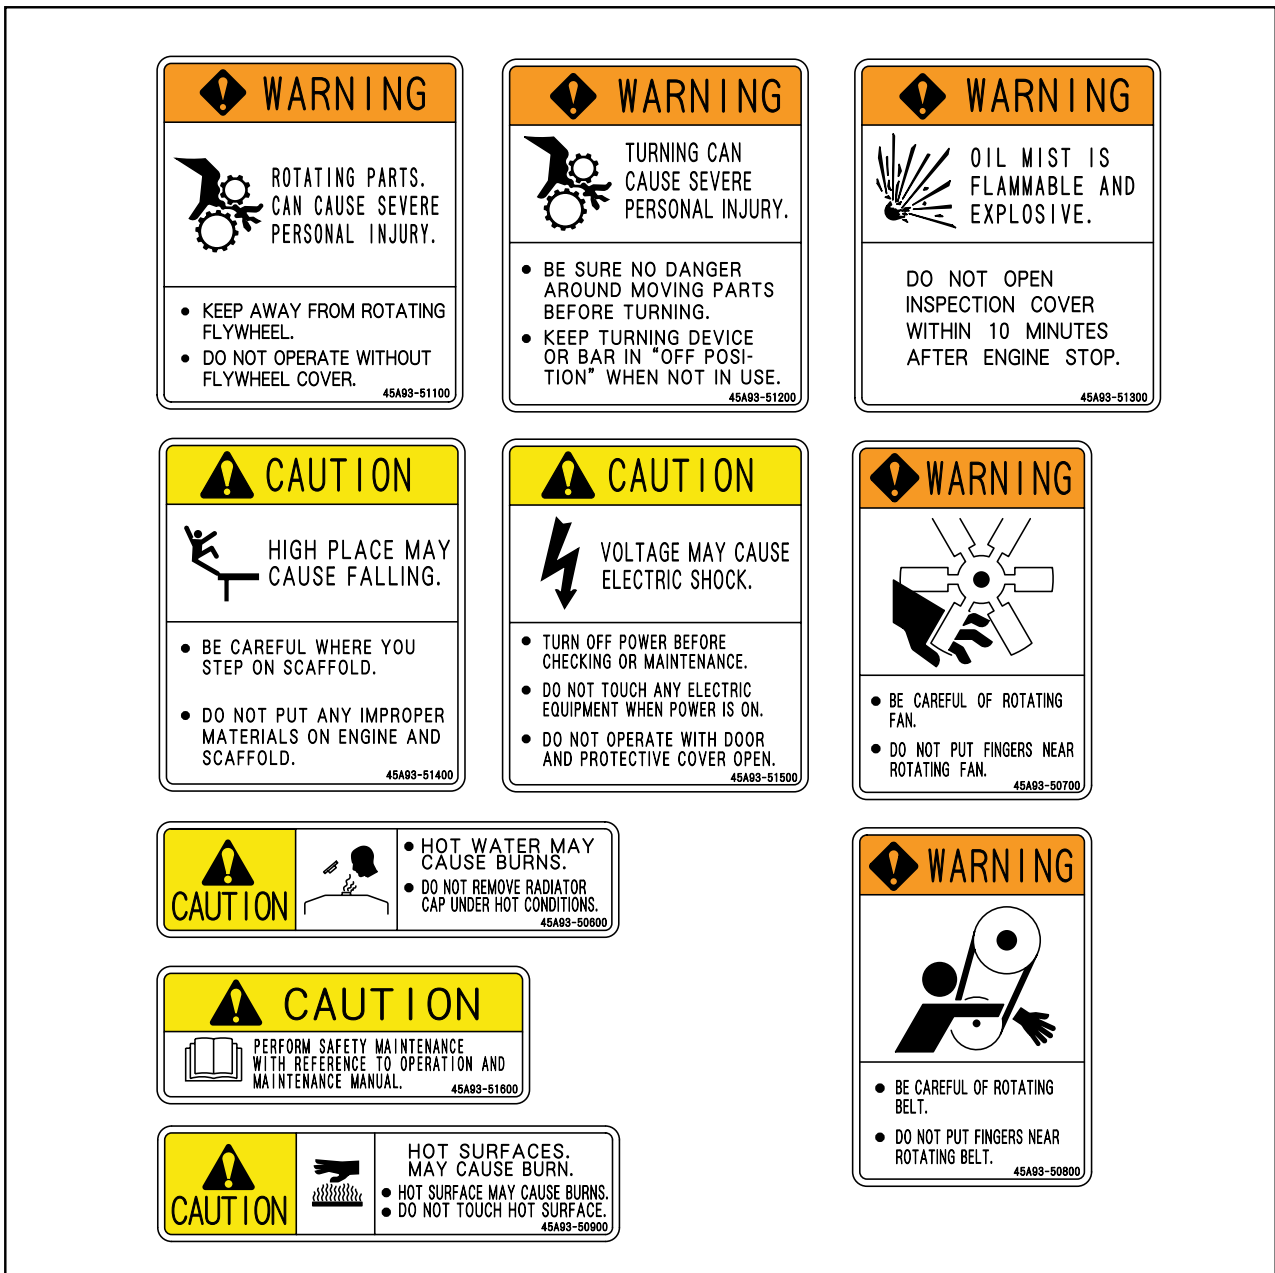 WARNING
ROTATING PARTS.
CAN CAUSE SEVERE
PERSONAL INJURY.
● KEEP AWAY FROM ROTATING
FLYWHEEL.
● DO NOT OPERATE WITHOUT
FLYWHEEL COVER.
45A93-51100
WARNING
TURNING CAN
CAUSE SEVERE
PERSONAL INJURY.
● BE SURE NO DANGER
AROUND MOVING PARTS
BEFORE TURNING.
● KEEP TURNING DEVICE
OR BAR IN “OFF POSI-
TION” WHEN NOT IN USE.
45A93-51200
WARNING
OIL MIST IS
FLAMMABLE AND
EXPLOSIVE.
DO NOT OPEN
INSPECTION COVER
WITHIN 10 MINUTES
AFTER ENGINE STOP.
45A93-51300
CAUTION
HIGH PLACE MAY
CAUSE FALLING.
● BE CAREFUL WHERE YOU
STEP ON SCAFFOLD.
● DO NOT PUT ANY IMPROPER
MATERIALS ON ENGINE AND
SCAFFOLD.
45A93-51400
CAUTION
VOLTAGE MAY CAUSE
ELECTRIC SHOCK.
● TURN OFF POWER BEFORE
CHECKING OR MAINTENANCE.
● DO NOT TOUCH ANY ELECTRIC
EQUIPMENT WHEN POWER IS ON.
● DO NOT OPERATE WITH DOOR
AND PROTECTIVE COVER OPEN.
45A93-51500
WARNING
● BE CAREFUL OF ROTATING
FAN.
● DO NOT PUT FINGERS NEAR
ROTATING FAN.
45A93-50700
CAUTION
● HOT WATER MAY
CAUSE BURNS.
● DO NOT REMOVE RADIATOR
CAP UNDER HOT CONDITIONS.
45A93-50600
WARNING
● BE CAREFUL OF ROTATING
BELT.
● DO NOT PUT FINGERS NEAR
ROTATING BELT.
45A93-50800
CAUTION
PERFORM SAFETY MAINTENANCE
WITH REFERENCE TO OPERATION AND
MAINTENANCE MANUAL.
45A93-51600
CAUTION
HOT SURFACES.
MAY CAUSE BURN.
● HOT SURFACE MAY CAUSE BURNS.
● DO NOT TOUCH HOT SURFACE.
45A93-50900